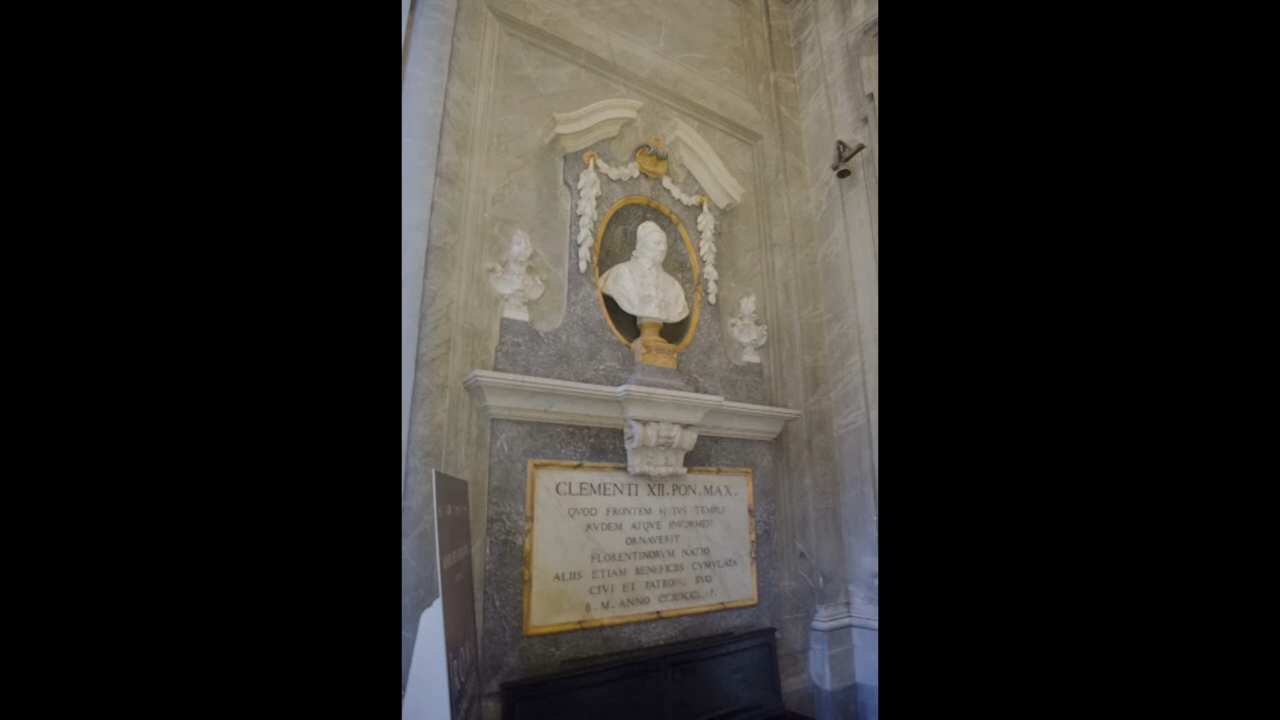 CLEMENTI XII. PON. MAX.
QVOD FRONTEM HVIVS TEMPLI
RVDEM ATQVE INFORMEM
ORNAVERIT
FLORENTINORVM NATIO
ALIIS ETIAM BENEFICIIS CVMVLATA
CIVI ET PATRONO SVO
B. M. ANNO